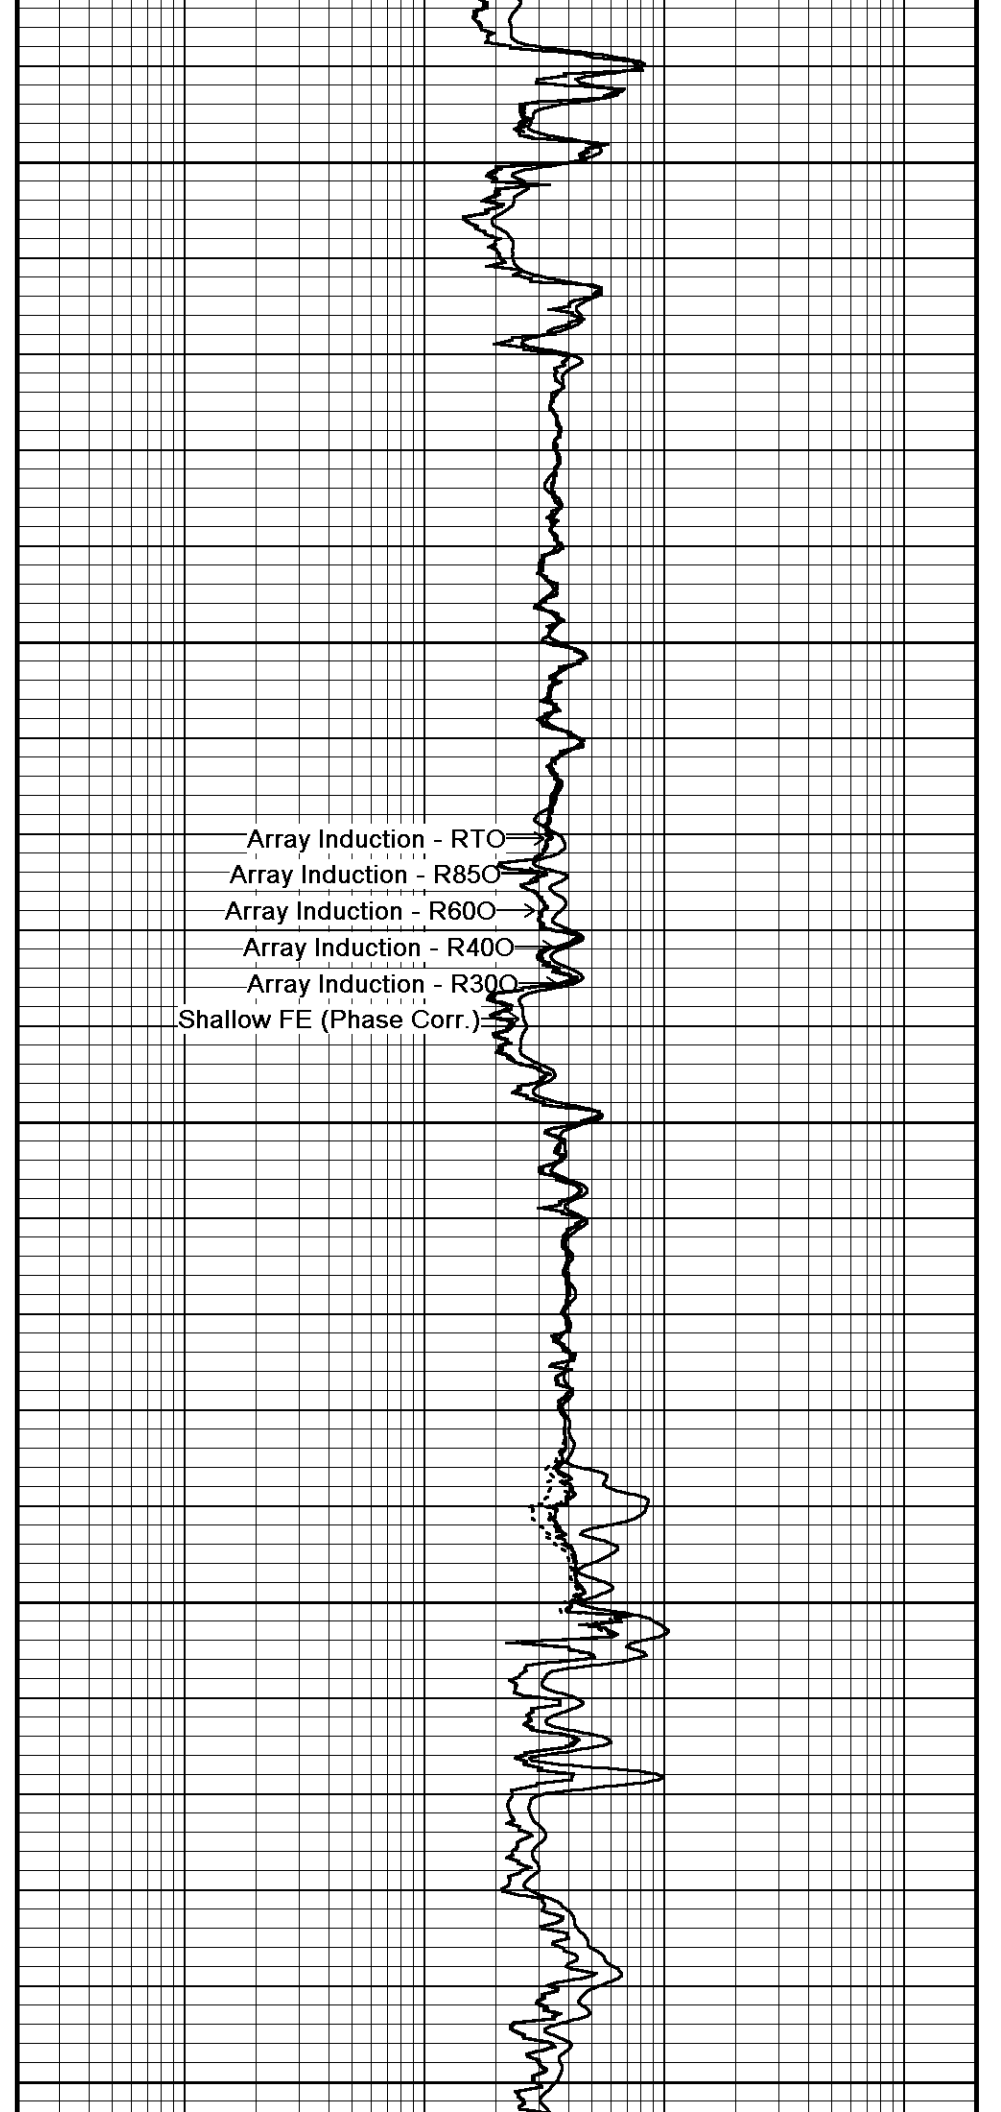 Array Induction - RTO
Array Induction - R85O
Array Induction - R60O
Array Induction - R40O
Array Induction - R30O
Shallow FE (Phase Corr.)